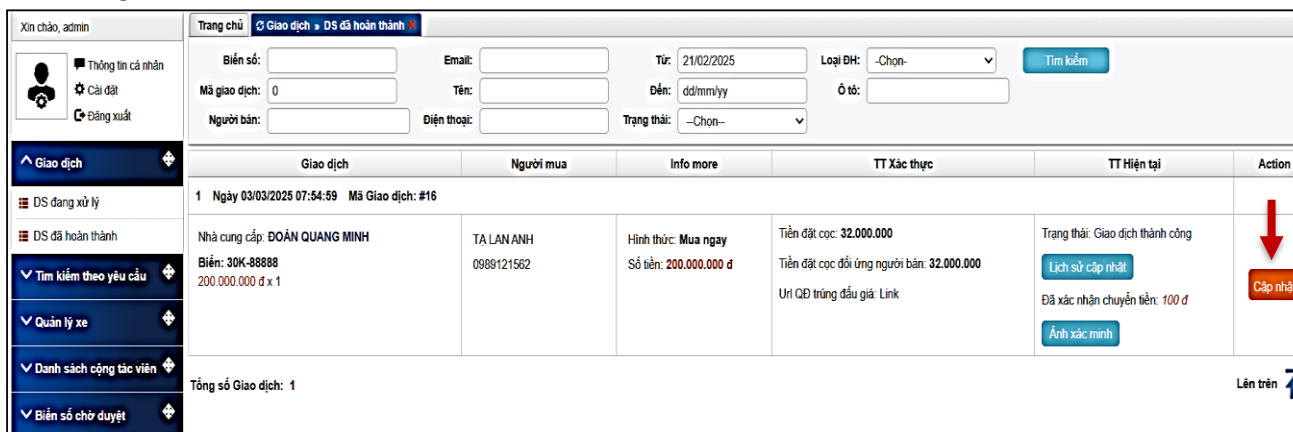 Xin chào, admin
Thông tin cá nhân
Cài đặt
Đăng xuất
Giao dịch
DS đang xử lý
DS đã hoàn thành
Tìm kiếm theo yêu cầu
Quản lý xe
Danh sách cộng tác viên
Biển số chờ duyệt
Trang chủ Giao dịch » DS đã hoàn thành X
Biển số: Email: Từ: 21/02/2025 Loại ĐH: -Chọn- Tìm kiếm
Mã giao dịch: 0 Tên: Đến: dd/mm/yy Ô tô:
Người bán: Điện thoại: Trạng thái: --Chọn--
Giao dịch Người mua Info more TT Xác thực TT Hiện tại Action
1 Ngày 03/03/2025 07:54:59 Mã Giao dịch: #16
Nhà cung cấp: ĐOÀN QUANG MINH
Biển: 30K-88888
200.000.000 đ x 1
TẠ LAN ANH
0989121562
Hình thức: Mua ngay
Số tiền: 200.000.000 đ
Tiền đặt cọc: 32.000.000
Tiền đặt cọc đối ứng người bán: 32.000.000
Url QĐ trúng đấu giá: Link
Trạng thái: Giao dịch thành công
Lịch sử cập nhật
Đã xác nhận chuyển tiền: 100 đ
Ảnh xác minh
Cập nhậ
Tổng số Giao dịch: 1
Lên trên